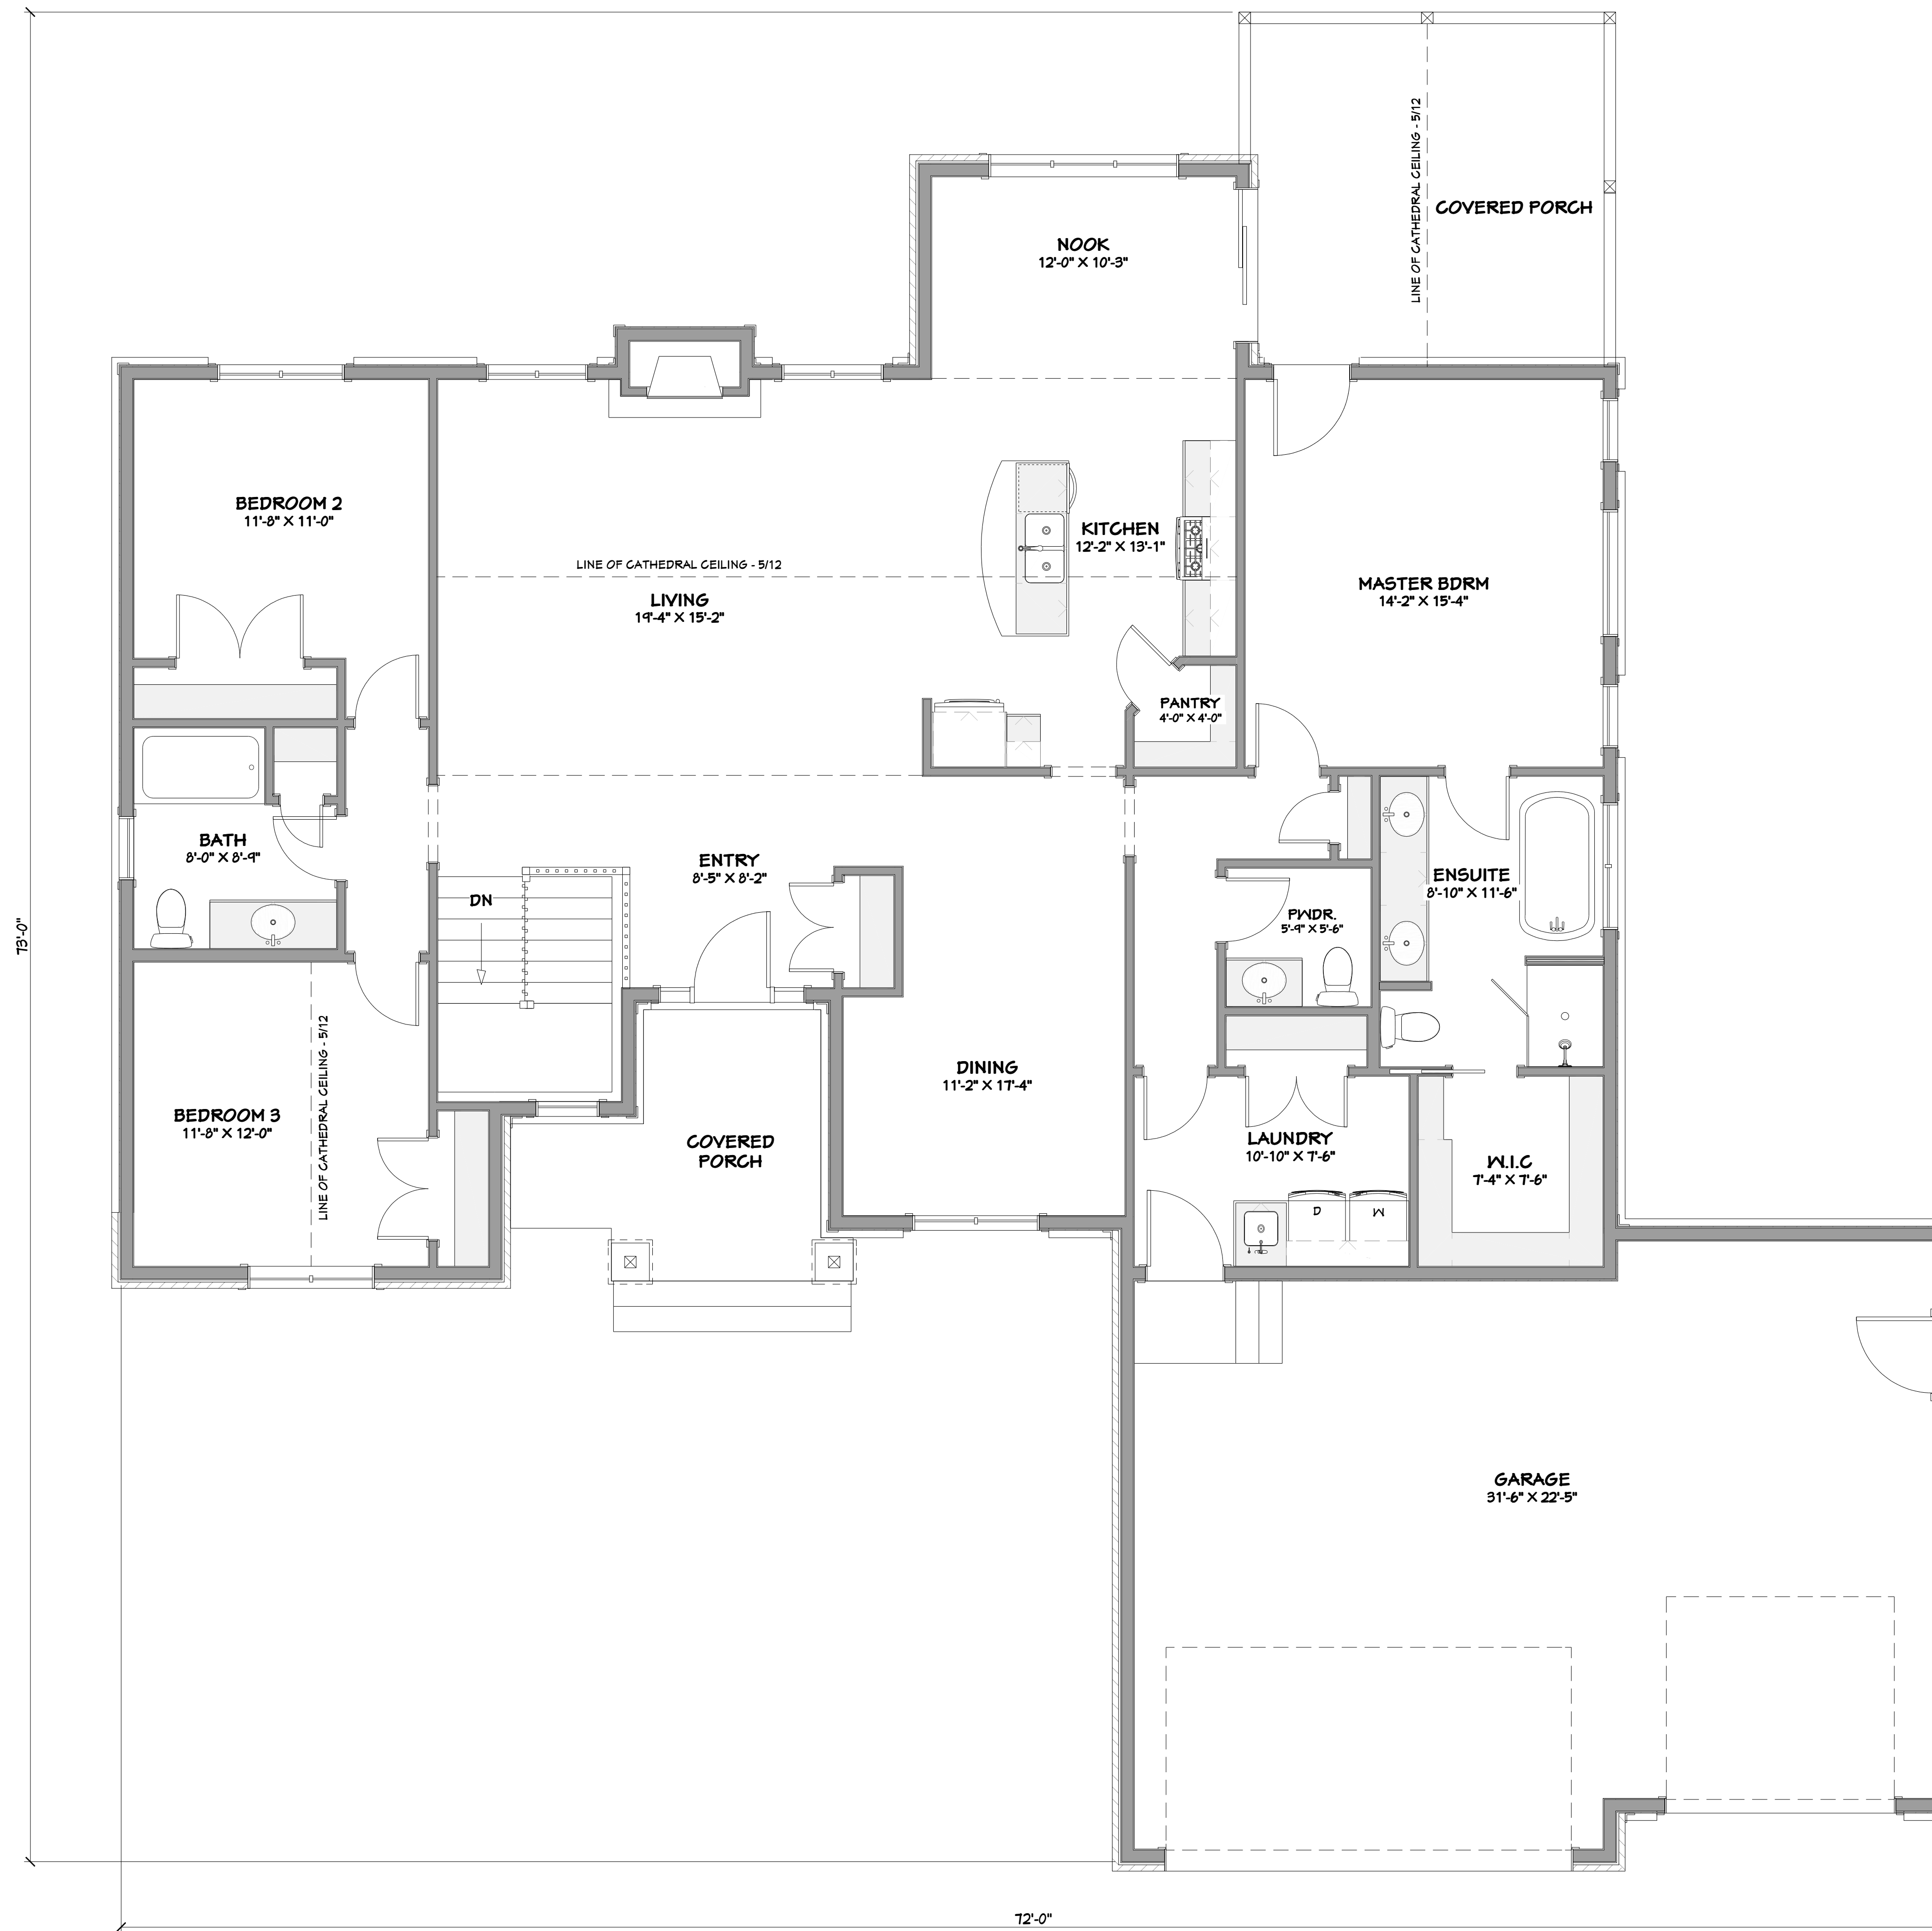 LINE OF CATHEDRAL CEILING - 5/12
COVERED PORCH
NOOK
12'-0" X 10'-3"
BEDROOM 2
11'-8" X 11'-0"
KITCHEN
12'-2" X 13'-1"
LINE OF CATHEDRAL CEILING - 5/12
LIVING
19'-4" X 15'-2"
MASTER BDRM
14'-2" X 15'-4"
PANTRY
4'-0" X 4'-0"
BATH
8'-0" X 8'-9"
ENTRY
8'-5" X 8'-2"
DN
ENSUITE
8'-10" X 11'-6"
PWDR.
5'-9" X 5'-6"
73'-0"
LINE OF CATHEDRAL CEILING - 5/12
DINING
11'-2" X 17'-4"
BEDROOM 3
11'-8" X 12'-0"
COVERED
PORCH
LAUNDRY
10'-10" X 7'-6"
W.I.C
7'-4" X 7'-6"
D
W
GARAGE
31'-6" X 22'-5"
72'-0"